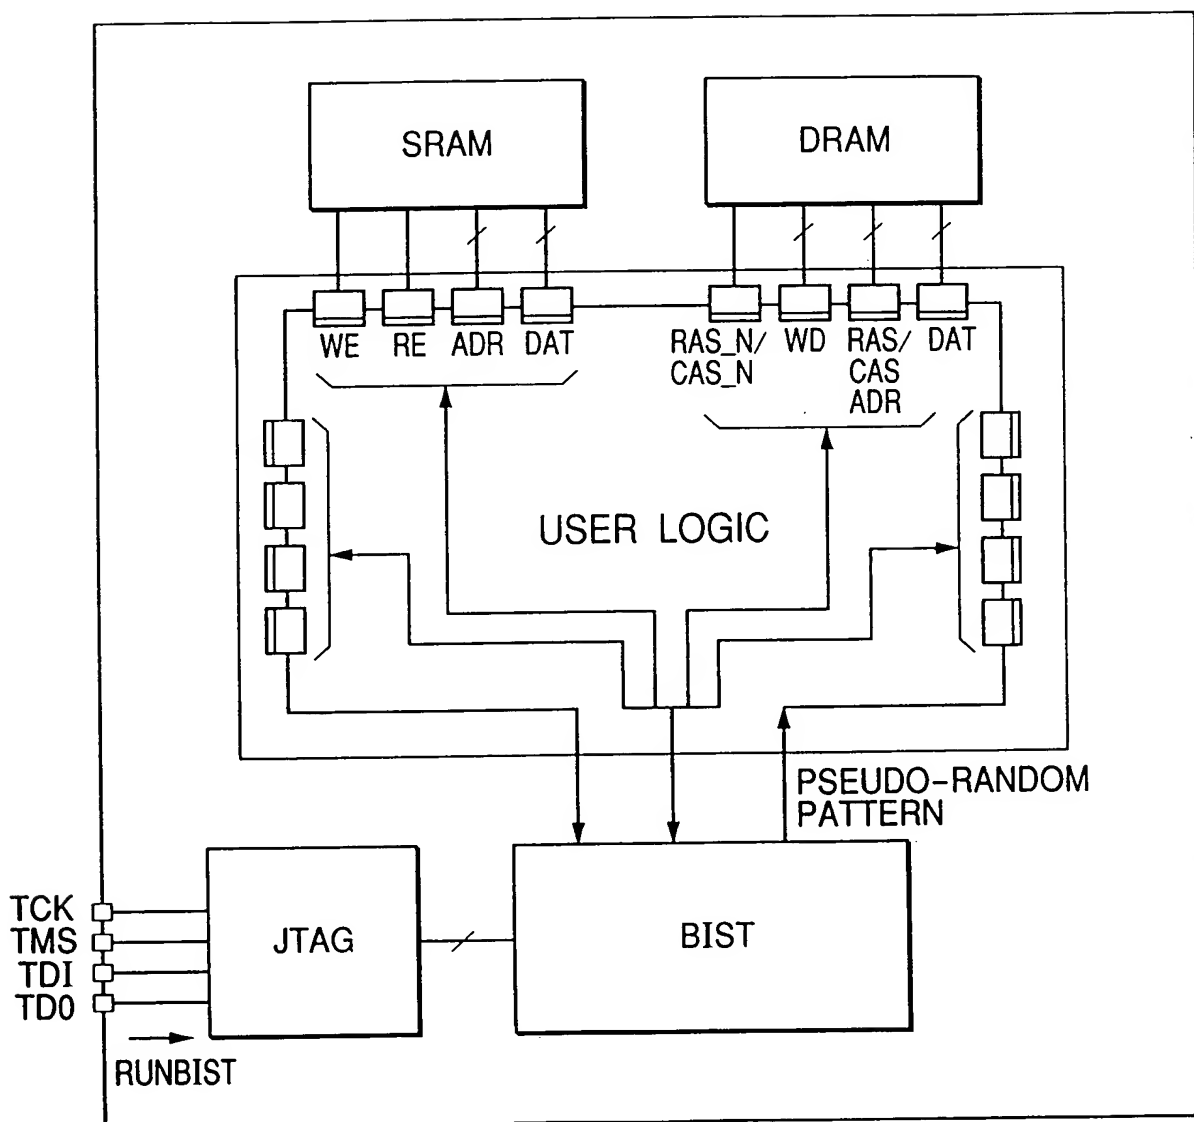 SRAM
DRAM
WE
RE
ADR
DAT
RAS_N/
CAS_N
WD
RAS/
CAS
ADR
DAT
USER LOGIC
PSEUDO-RANDOM
PATTERN
TCK
TMS
TDI
TD0
JTAG
BIST
RUNBIST